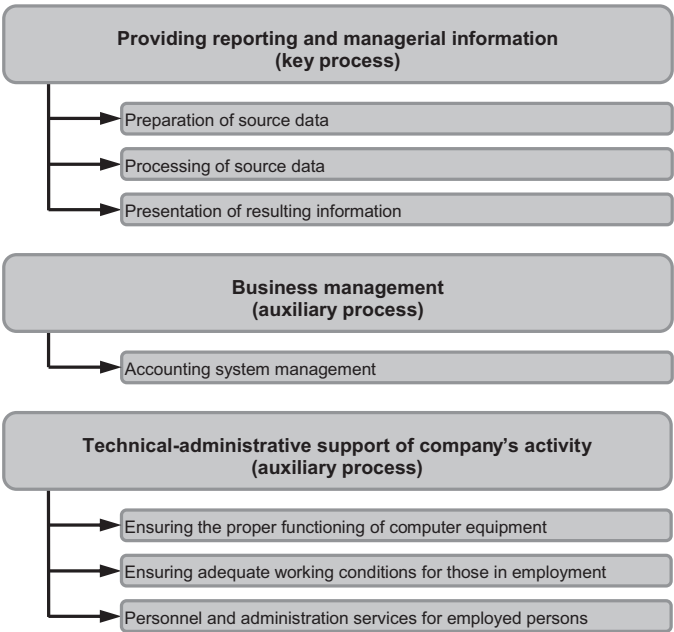 Providing reporting and managerial information
(key process)
Preparation of source data
Processing of source data
Presentation of resulting information
Business management
(auxiliary process)
Accounting system management
Technical-administrative support of company's activity
(auxiliary process)
Ensuring the proper functioning of computer equipment
Ensuring adequate working conditions for those in employment
Personnel and administration services for employed persons